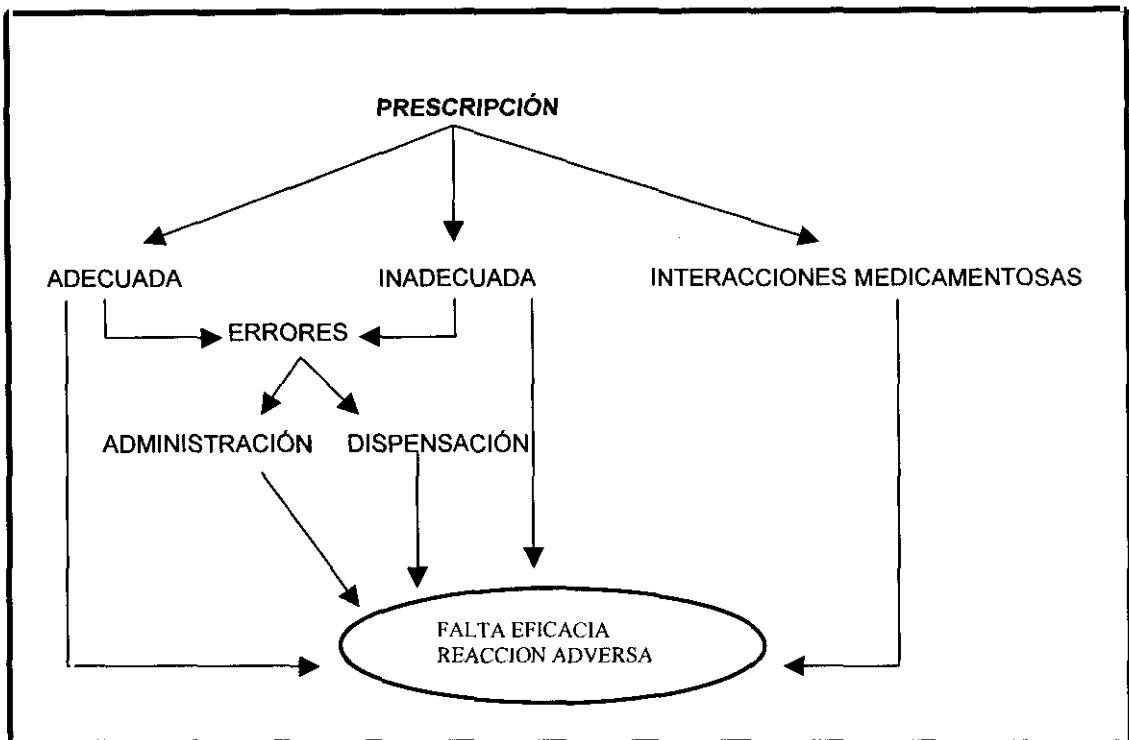 PRESCRIPCIÓN
ADECUADA INADECUADA INTERACCIONES MEDICAMENTOSAS
ERRORES
ADMINISTRACIÓN DISPENSACIÓN
FALTA EFICACIA
REACCION ADVERSA